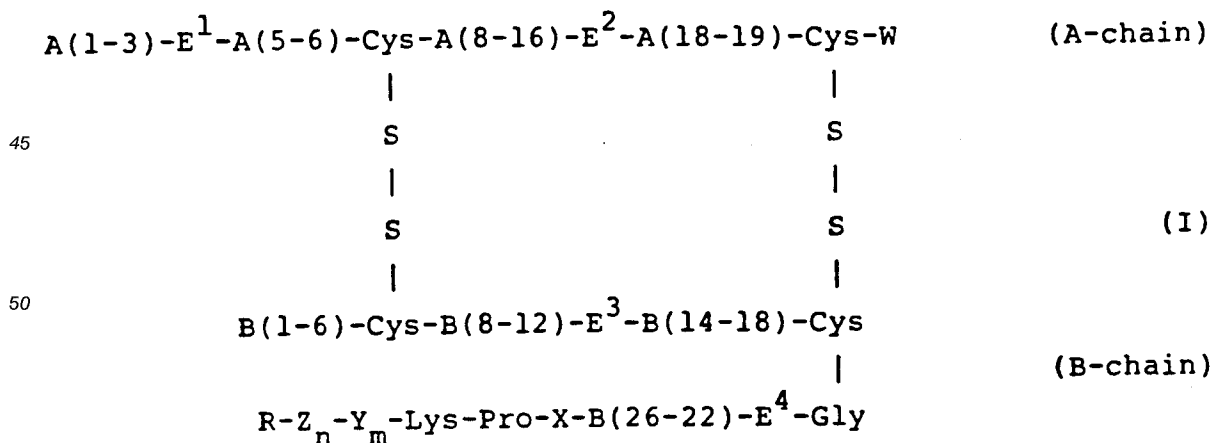 A(1-3)-E¹-A(5-6)-Cys-A(8-16)-E²-A(18-19)-Cys-W (A-chain)
| |
45 S S
| |
S S (I)
| |
50 B(1-6)-Cys-B(8-12)-E³-B(14-18)-Cys
| (B-chain)
R-Zₙ-Yₘ-Lys-Pro-X-B(26-22)-E⁴-Gly